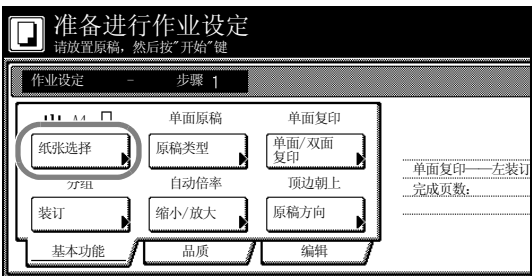 准备进行作业设定
请放置原稿，然后按"开始"键
作业设定 - 步骤 1
A4 单面原稿 单面复印
纸张选择 原稿类型 单面/双面复印
分组 自动倍率 顶边朝上
装订 缩小/放大 原稿方向
单面复印——左装订
完成页数：
基本功能 品质 编辑